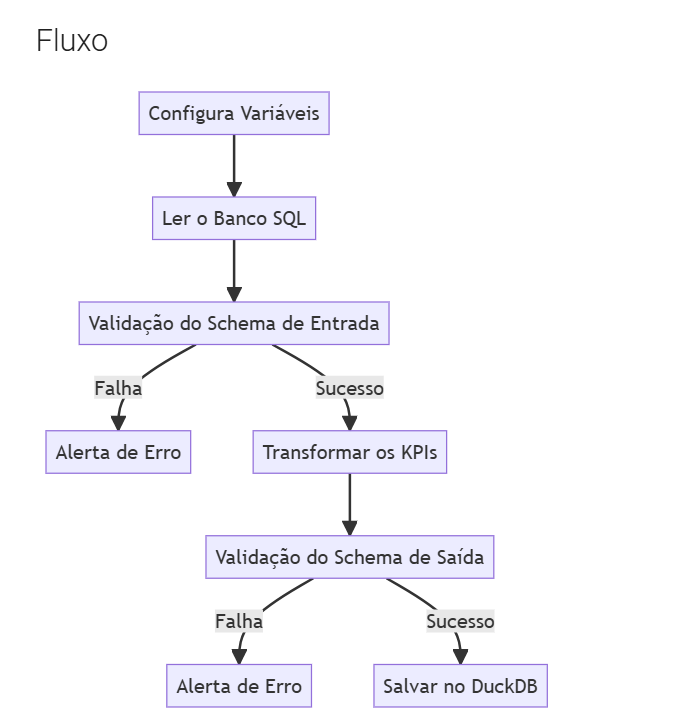 Fluxo
Configura Variáveis
Ler o Banco SQL
Validação do Schema de Entrada
Falha
Sucesso
Alerta de Erro
Transformar os KPIs
Validação do Schema de Saída
Falha
Sucesso
Alerta de Erro
Salvar no DuckDB